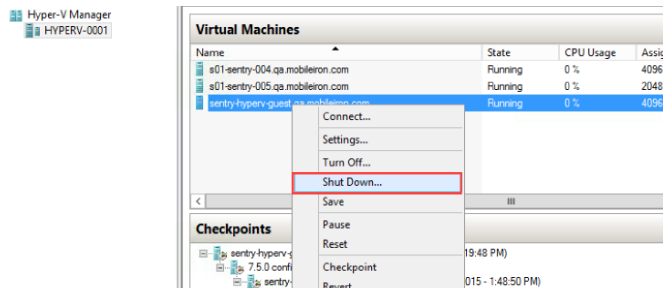 Hyper-V Manager
HYPERV-0001
Virtual Machines
Name State CPU Usage
s01-sentry-004.qa.mobileiron.com Running 0 % 4096
s01-sentry-005.qa.mobileiron.com Running 0 % 2048
sentry-hyperv-guest.qa.mobileiron.com Running 0 % 4096
Connect...
Settings...
Turn Off...
Shut Down...
Save
Pause
Reset
Checkpoint
Revert
Checkpoints
sentry-hyperv- 19:48 PM)
7.5.0 confi
sentry- 015 - 1:48:50 PM)